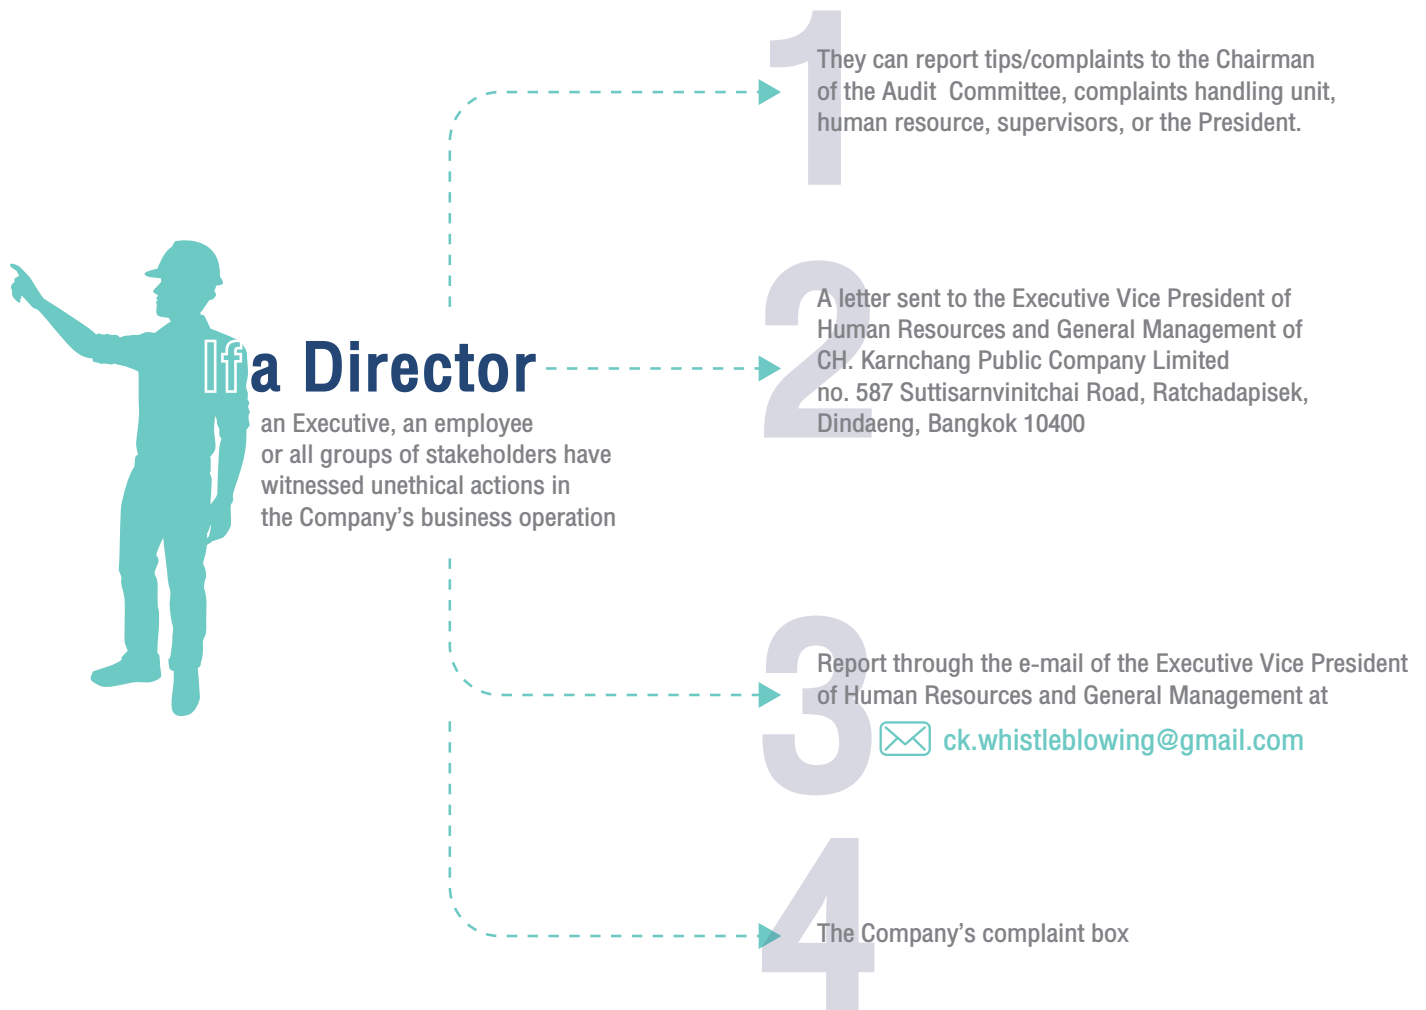 If a Director
an Executive, an employee
or all groups of stakeholders have
witnessed unethical actions in
the Company's business operation
1
They can report tips/complaints to the Chairman
of the Audit Committee, complaints handling unit,
human resource, supervisors, or the President.
2
A letter sent to the Executive Vice President of
Human Resources and General Management of
CH. Karnchang Public Company Limited
no. 587 Suttisarnvinitchai Road, Ratchadapisek,
Dindaeng, Bangkok 10400
3
Report through the e-mail of the Executive Vice President
of Human Resources and General Management at
ck.whistleblowing@gmail.com
4
The Company's complaint box